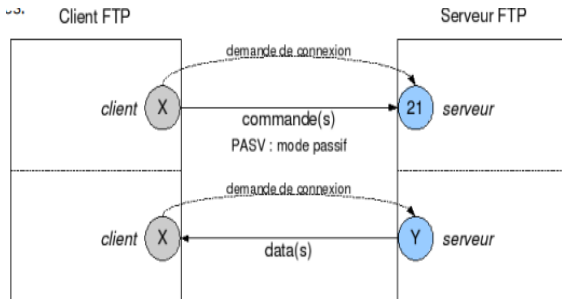 Client FTP Serveur FTP
demande de connexion
client X 21 serveur
commande(s)
PASV : mode passif
demande de connexion
client X Y serveur
data(s)